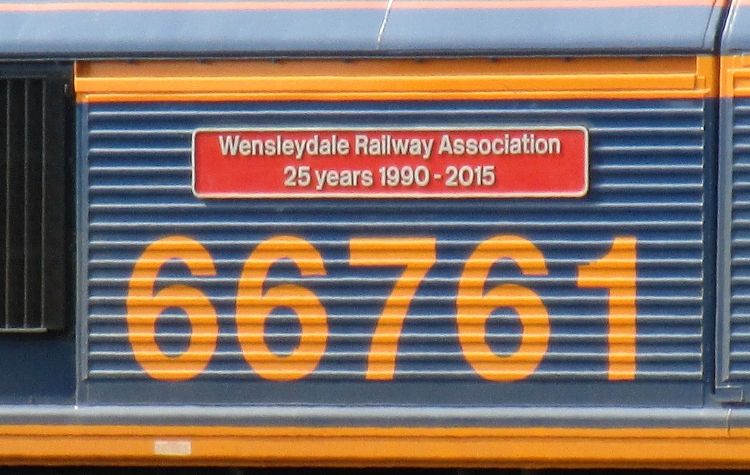 Wensleydale Railway Association
25 years 1990 - 2015
66761